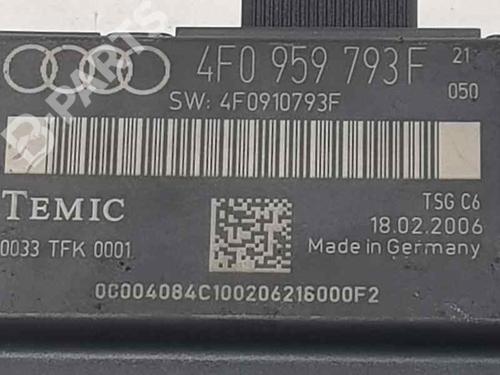 B-PARTS
4F0 959 793F 21
SW: 4F0910793F 050
TEMIC
TSG C6
18.02.2006
0033 TFK 0001
Made in Germany
0C004084C100206216000F2